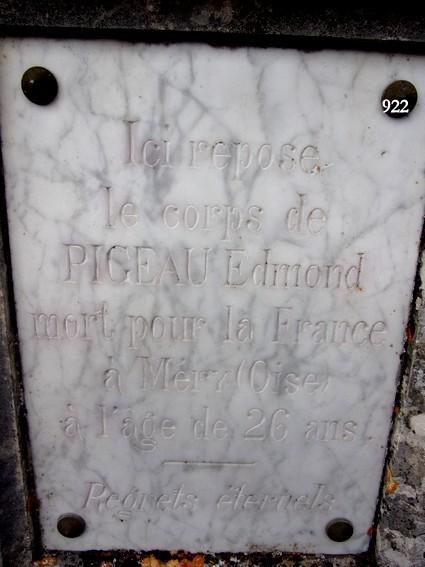 922
Ici repose
le corps de
PIGEAU Edmond
mort pour la France
à Méry (Oise)
à l'âge de 26 ans
Regrets éternels